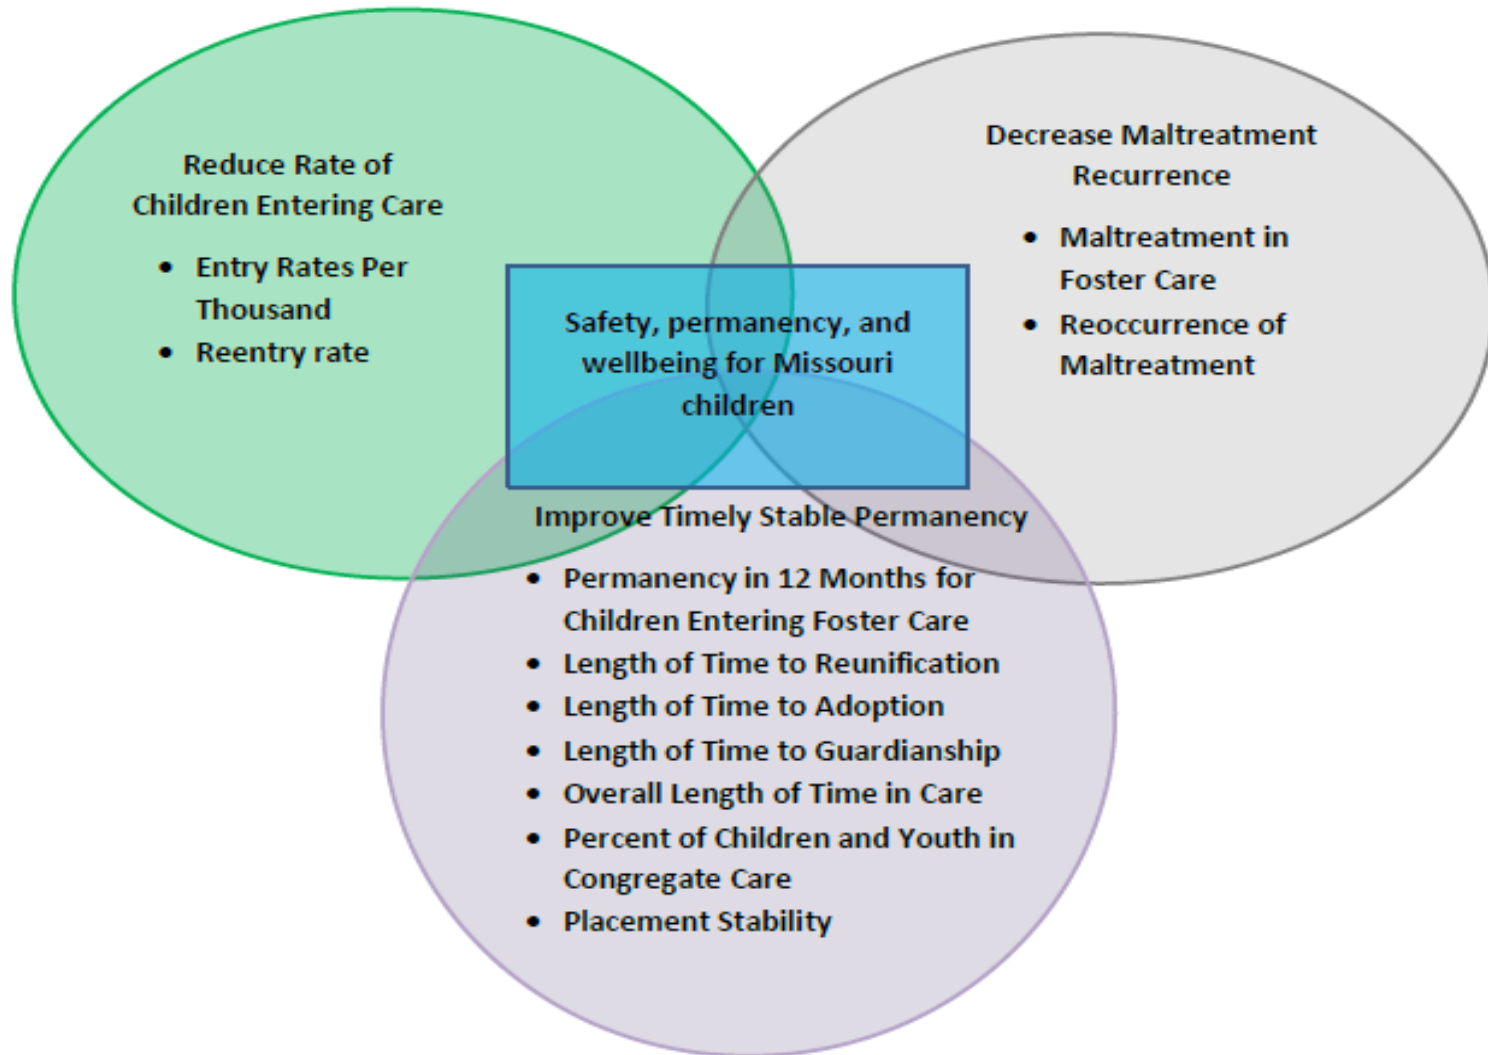 Reduce Rate of
Children Entering Care
• Entry Rates Per
Thousand
• Reentry rate
Decrease Maltreatment
Recurrence
• Maltreatment in
Foster Care
• Reoccurrence of
Maltreatment
Safety, permanency, and
wellbeing for Missouri
children
Improve Timely Stable Permanency
• Permanency in 12 Months for
Children Entering Foster Care
• Length of Time to Reunification
• Length of Time to Adoption
• Length of Time to Guardianship
• Overall Length of Time in Care
• Percent of Children and Youth in
Congregate Care
• Placement Stability